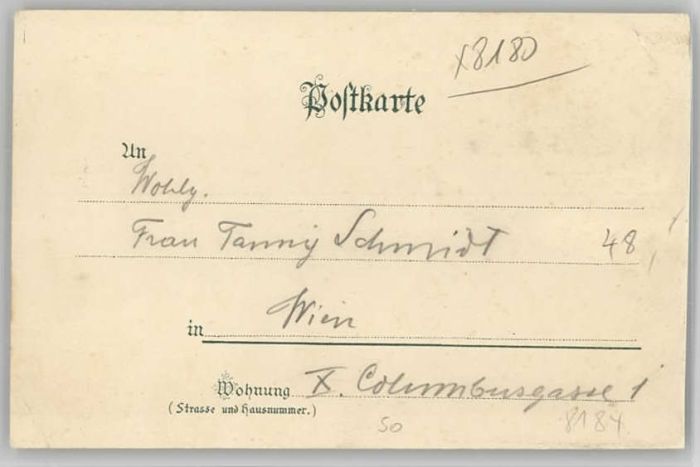 x8180
Postkarte
An
Wohlg.
Frau Fanny Schmidt 48
in Wien
Wohnung X. Columbusgasse 1
(Strasse und Hausnummer.)
50 8184